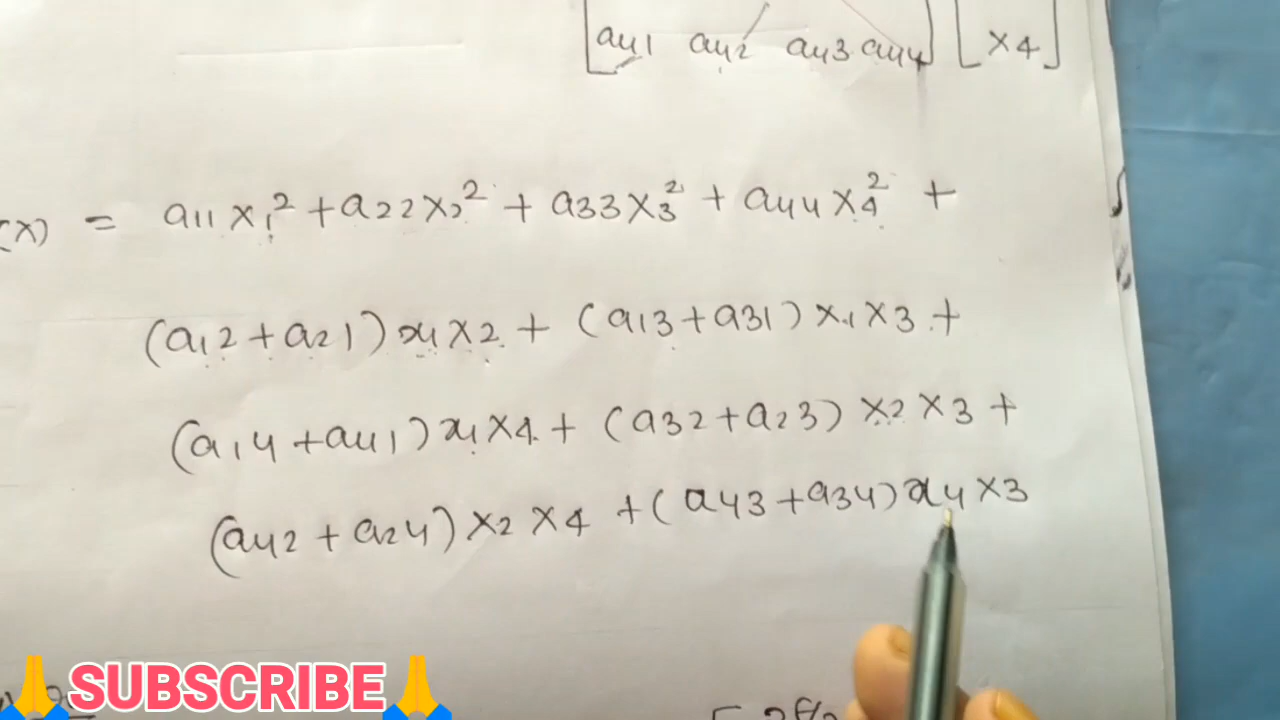 a41 a42 a43 a44 x4
(x) = a11 x1² + a22 x2² + a33 x3² + a44 x4² +
(a12 + a21) x1 x2 + (a13 + a31) x1 x3 +
(a14 + a41) x1 x4 + (a32 + a23) x2 x3 +
(a42 + a24) x2 x4 + (a43 + a34) x4 x3
🙏SUBSCRIBE🙏